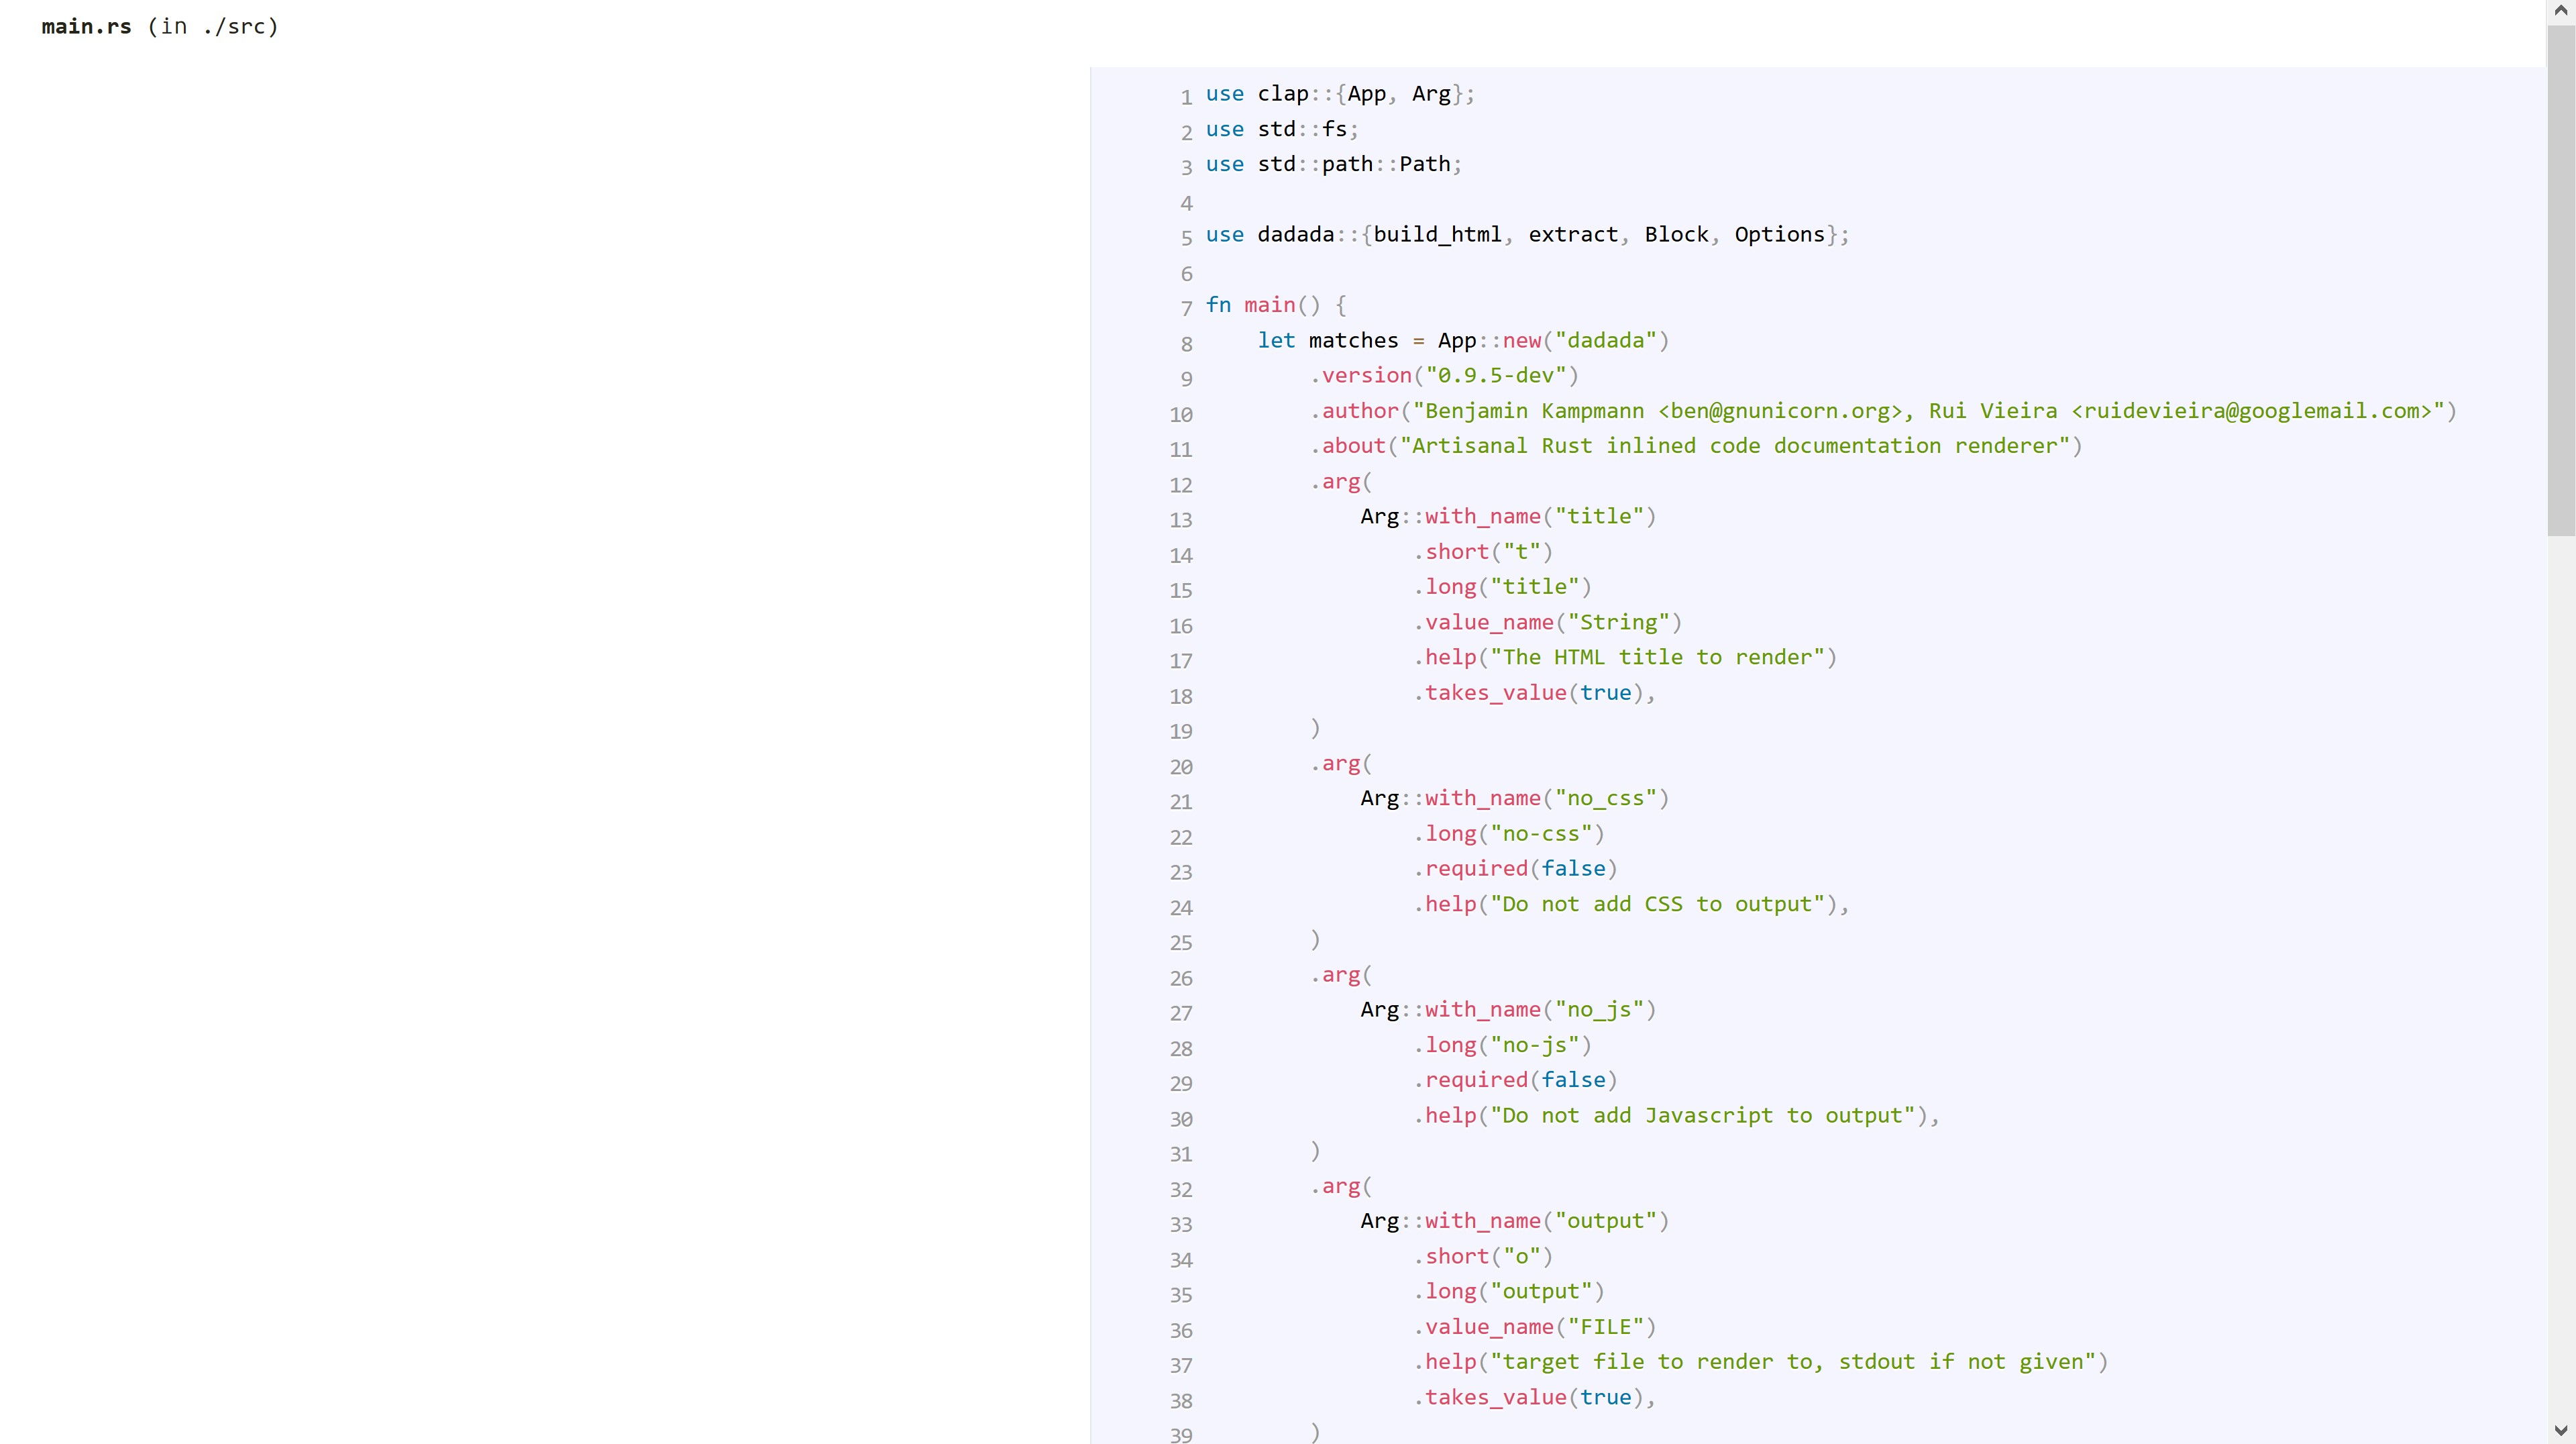 main.rs (in ./src)
1 use clap::{App, Arg};
2 use std::fs;
3 use std::path::Path;
4
5 use dadada::{build_html, extract, Block, Options};
6
7 fn main() {
8     let matches = App::new("dadada")
9         .version("0.9.5-dev")
10         .author("Benjamin Kampmann <ben@gnunicorn.org>, Rui Vieira <ruidevieira@googlemail.com>")
11         .about("Artisanal Rust inlined code documentation renderer")
12         .arg(
13             Arg::with_name("title")
14                 .short("t")
15                 .long("title")
16                 .value_name("String")
17                 .help("The HTML title to render")
18                 .takes_value(true),
19         )
20         .arg(
21             Arg::with_name("no_css")
22                 .long("no-css")
23                 .required(false)
24                 .help("Do not add CSS to output"),
25         )
26         .arg(
27             Arg::with_name("no_js")
28                 .long("no-js")
29                 .required(false)
30                 .help("Do not add Javascript to output"),
31         )
32         .arg(
33             Arg::with_name("output")
34                 .short("o")
35                 .long("output")
36                 .value_name("FILE")
37                 .help("target file to render to, stdout if not given")
38                 .takes_value(true),
39         )